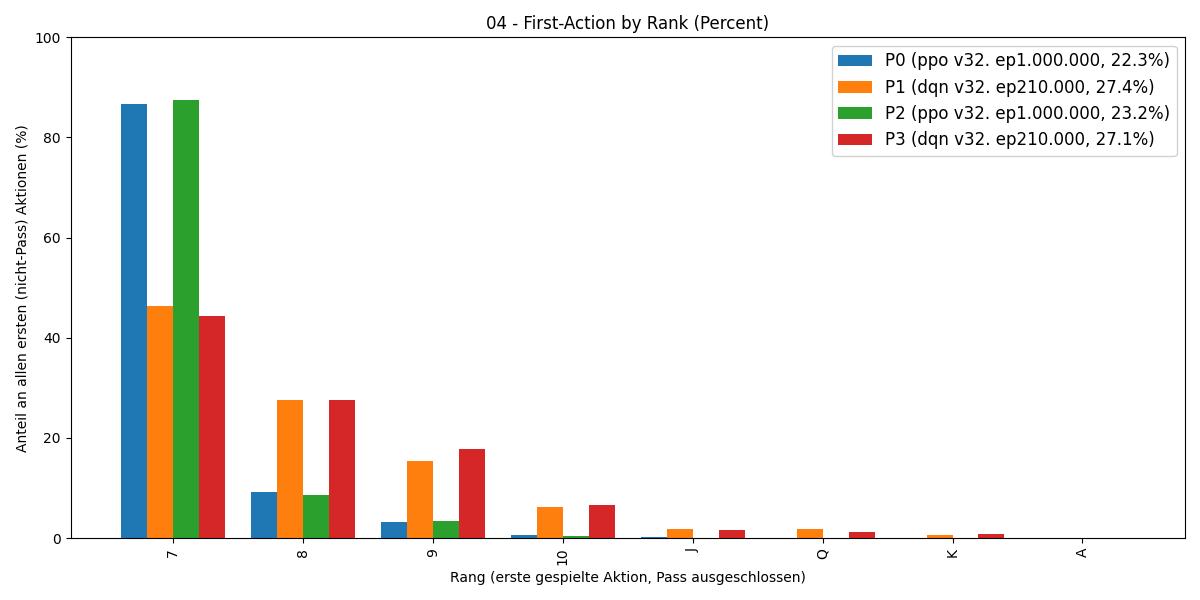 04 - First-Action by Rank (Percent)
Anteil an allen ersten (nicht-Pass) Aktionen (%)
100
80
60
40
20
0
P0 (ppo v32. ep1.000.000, 22.3%)
P1 (dqn v32. ep210.000, 27.4%)
P2 (ppo v32. ep1.000.000, 23.2%)
P3 (dqn v32. ep210.000, 27.1%)
7
8
9
10
J
Q
K
A
Rang (erste gespielte Aktion, Pass ausgeschlossen)